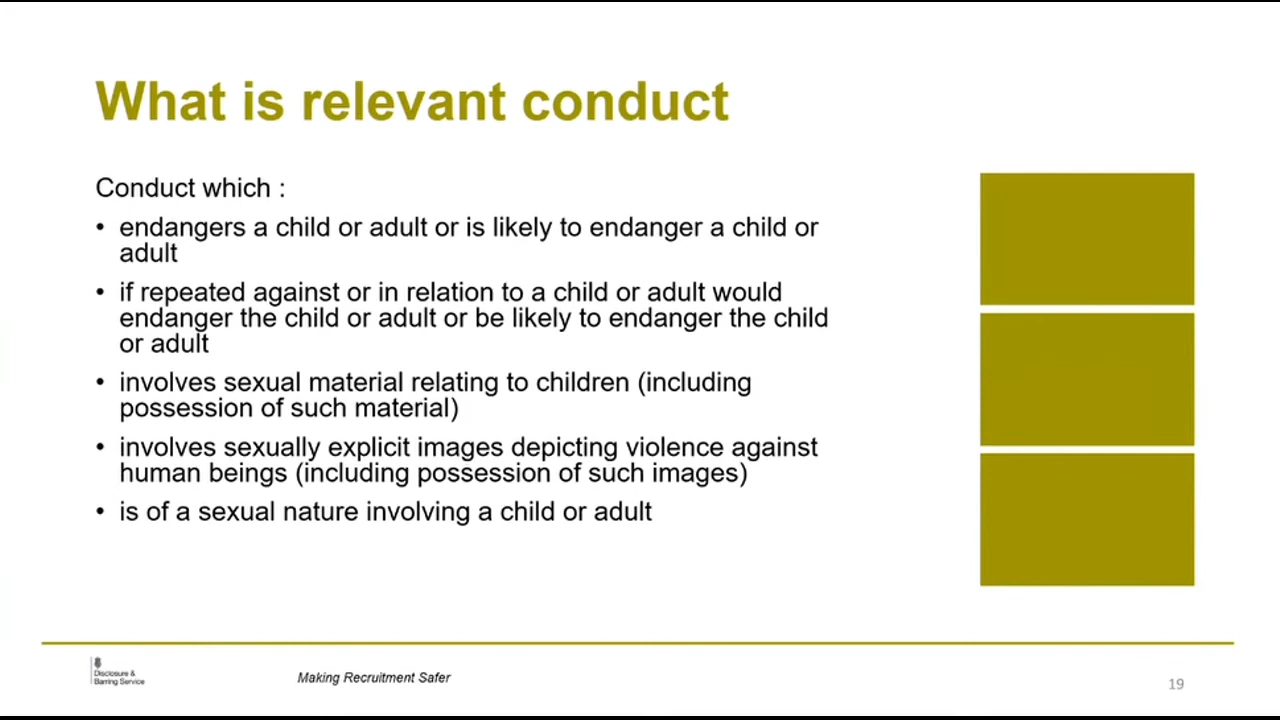 What is relevant conduct
Conduct which :
• endangers a child or adult or is likely to endanger a child or
adult
• if repeated against or in relation to a child or adult would
endanger the child or adult or be likely to endanger the child
or adult
• involves sexual material relating to children (including
possession of such material)
• involves sexually explicit images depicting violence against
human beings (including possession of such images)
• is of a sexual nature involving a child or adult
Disclosure &
Barring Service
Making Recruitment Safer
19